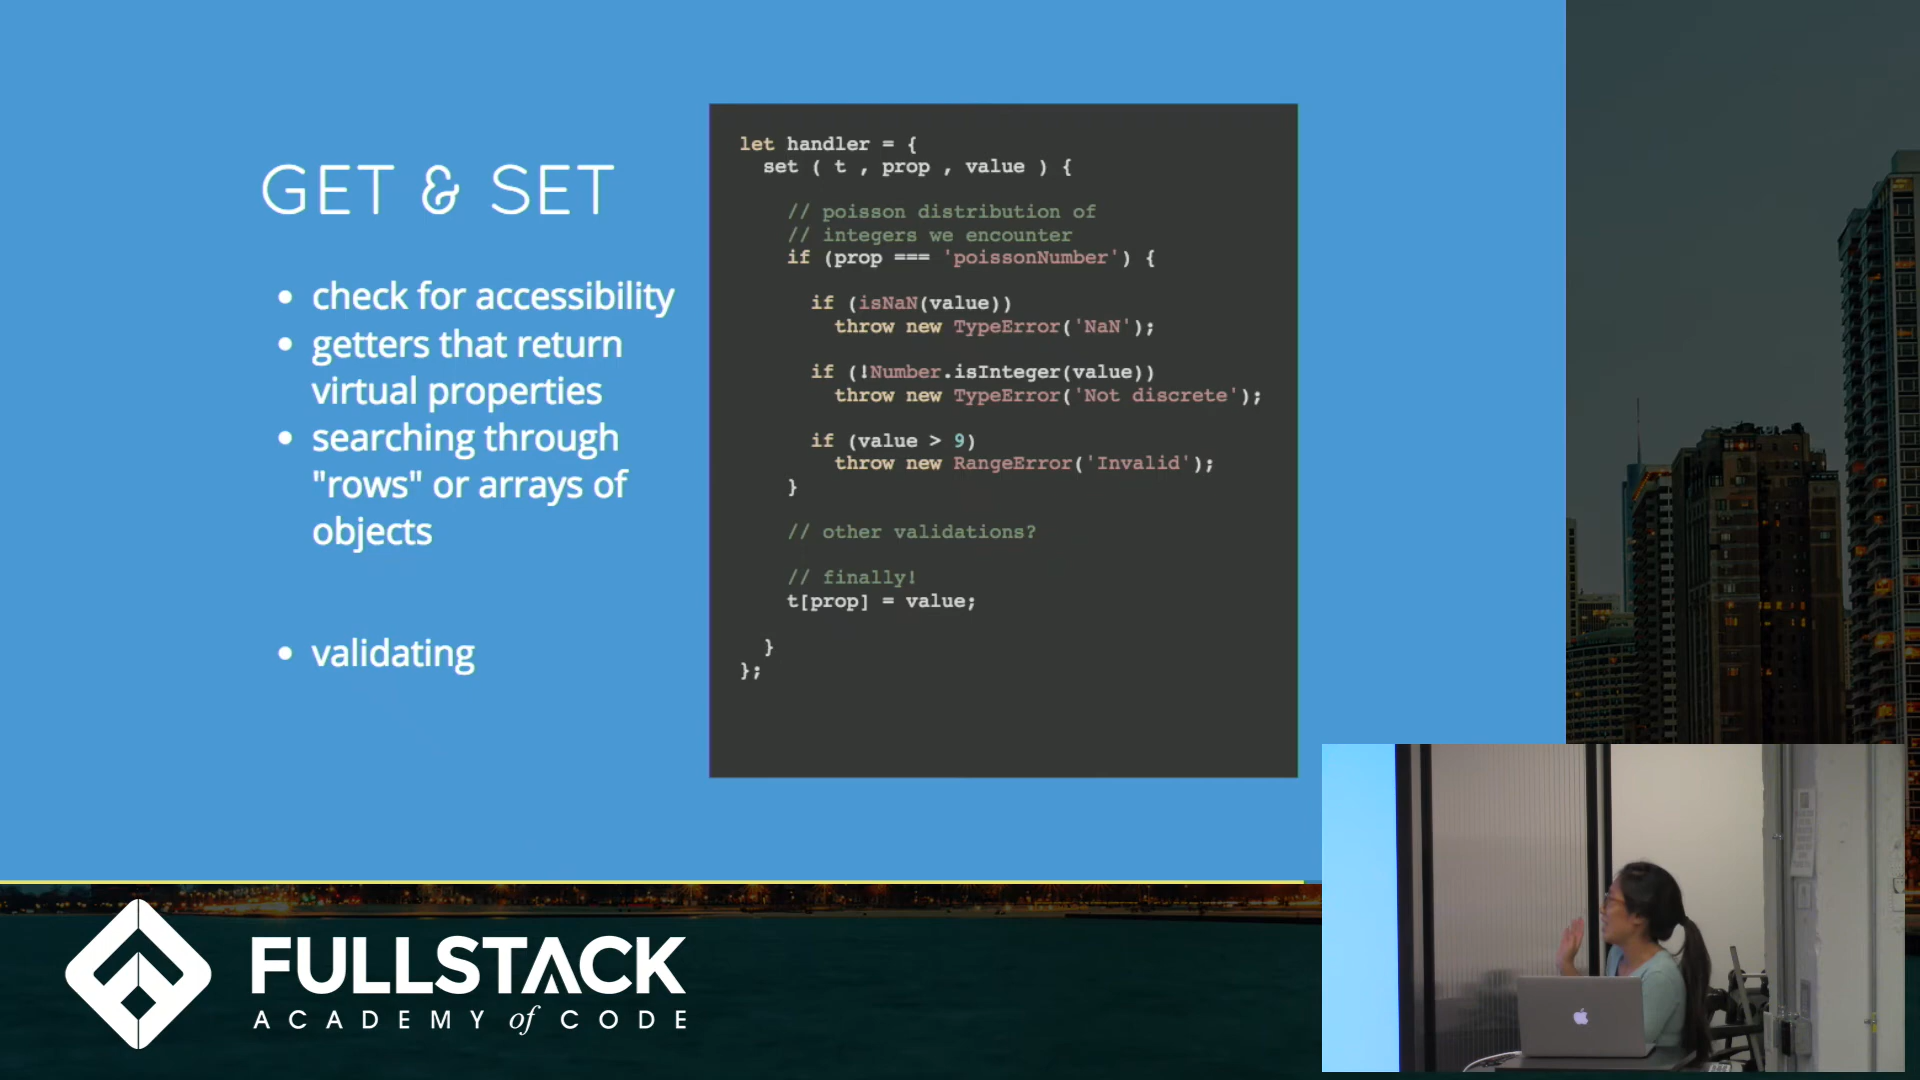 GET & SET
• check for accessibility
• getters that return
virtual properties
• searching through
"rows" or arrays of
objects
• validating
let handler = {
set ( t , prop , value ) {
// poisson distribution of
// integers we encounter
if (prop === 'poissonNumber') {
if (isNaN(value))
throw new TypeError('NaN');
if (!Number.isInteger(value))
throw new TypeError('Not discrete');
if (value > 9)
throw new RangeError('Invalid');
}
// other validations?
// finally!
t[prop] = value;
}
};
FULLSTACK
ACADEMY of CODE